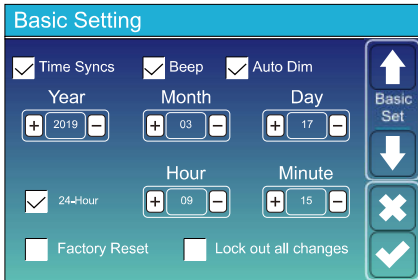 Basic Setting
Time Syncs Beep Auto Dim
Year Month Day
+ 2019 − + 03 − + 17 −
Basic
Set
Hour Minute
24-Hour + 09 − + 15 −
Factory Reset Lock out all changes